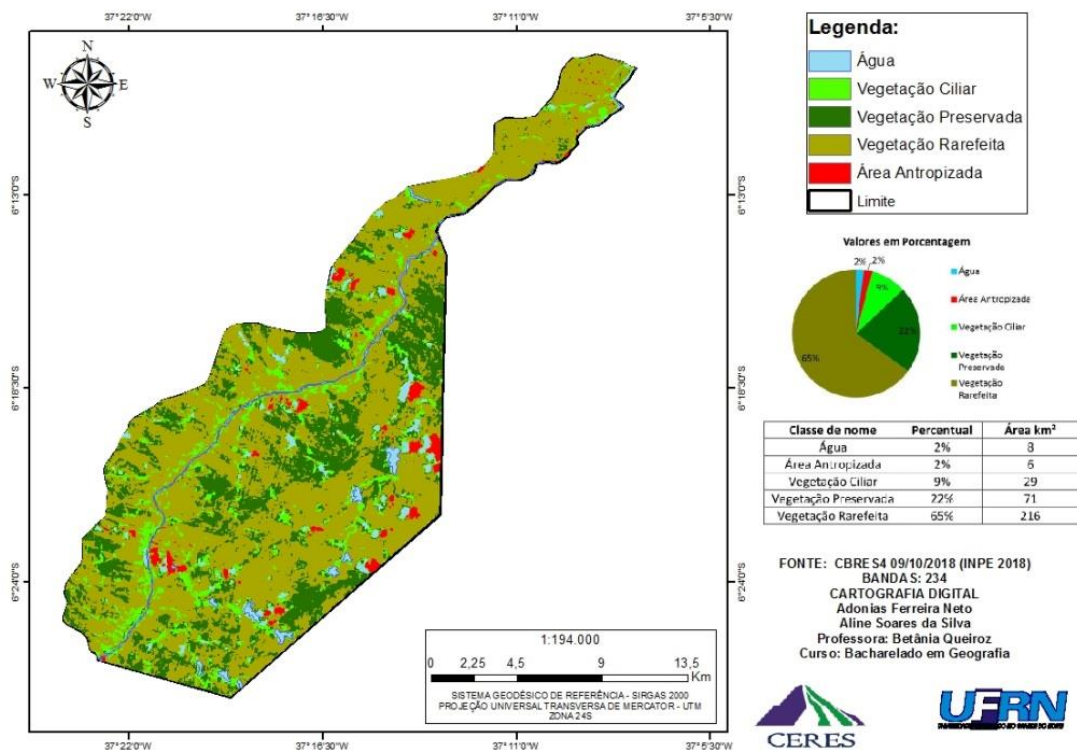 37°22'0"W 37°16'30"W 37°11'0"W 37°5'30"W
N
W E
S
6°13'0"S 6°13'0"S
6°18'30"S 6°18'30"S
6°24'0"S 6°24'0"S
1:194.000
0 2,25 4,5 9 13,5
Km
SISTEMA GEODÉSICO DE REFERÊNCIA - SIRGAS 2000
PROJEÇÃO UNIVERSAL TRANSVERSA DE MERCATOR - UTM
ZONA 24S
37°22'0"W 37°16'30"W 37°11'0"W 37°5'30"W
Legenda:
Água
Vegetação Ciliar
Vegetação Preservada
Vegetação Rarefeita
Área Antropizada
Limite
Valores em Porcentagem
2% 2%
9%
22%
65%
Água
Área Antropizada
Vegetação Ciliar
Vegetação
Preservada
Vegetação
Rarefeita
Classe de nome Percentual Área km²
Água 2% 8
Área Antropizada 2% 6
Vegetação Ciliar 9% 29
Vegetação Preservada 22% 71
Vegetação Rarefeita 65% 216
FONTE: CBRES4 09/10/2018 (INPE 2018)
BANDAS: 234
CARTOGRAFIA DIGITAL
Adonias Ferreira Neto
Aline Soares da Silva
Professora: Betânia Queiroz
Curso: Bacharelado em Geografia
CERES
UFRN